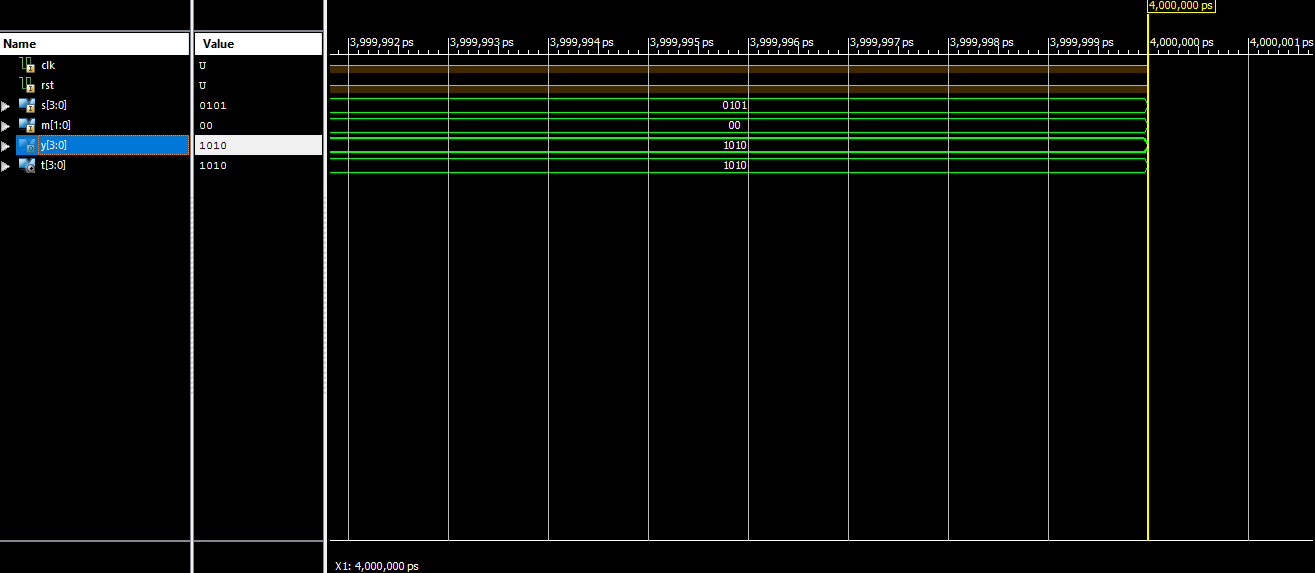 4,000,000 ps
Name Value
3,999,992 ps 3,999,993 ps 3,999,994 ps 3,999,995 ps 3,999,996 ps 3,999,997 ps 3,999,998 ps 3,999,999 ps 4,000,000 ps 4,000,001 ps
clk U
rst U
s[3:0] 0101 0101
m[1:0] 00 00
y[3:0] 1010 1010
t[3:0] 1010 1010
X1: 4,000,000 ps